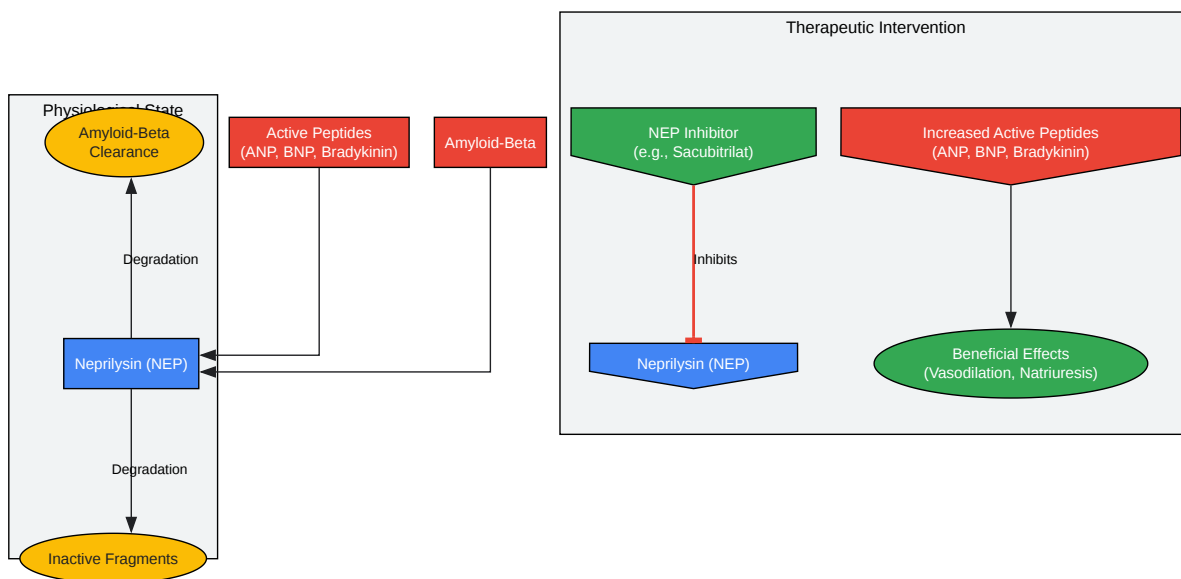 Therapeutic Intervention
Physiological State
Amyloid-Beta
Clearance
Active Peptides
(ANP, BNP, Bradykinin)
Amyloid-Beta
NEP Inhibitor
(e.g., Sacubitrilat)
Increased Active Peptides
(ANP, BNP, Bradykinin)
Degradation
Inhibits
Neprilysin (NEP)
Neprilysin (NEP)
Beneficial Effects
(Vasodilation, Natriuresis)
Degradation
Inactive Fragments